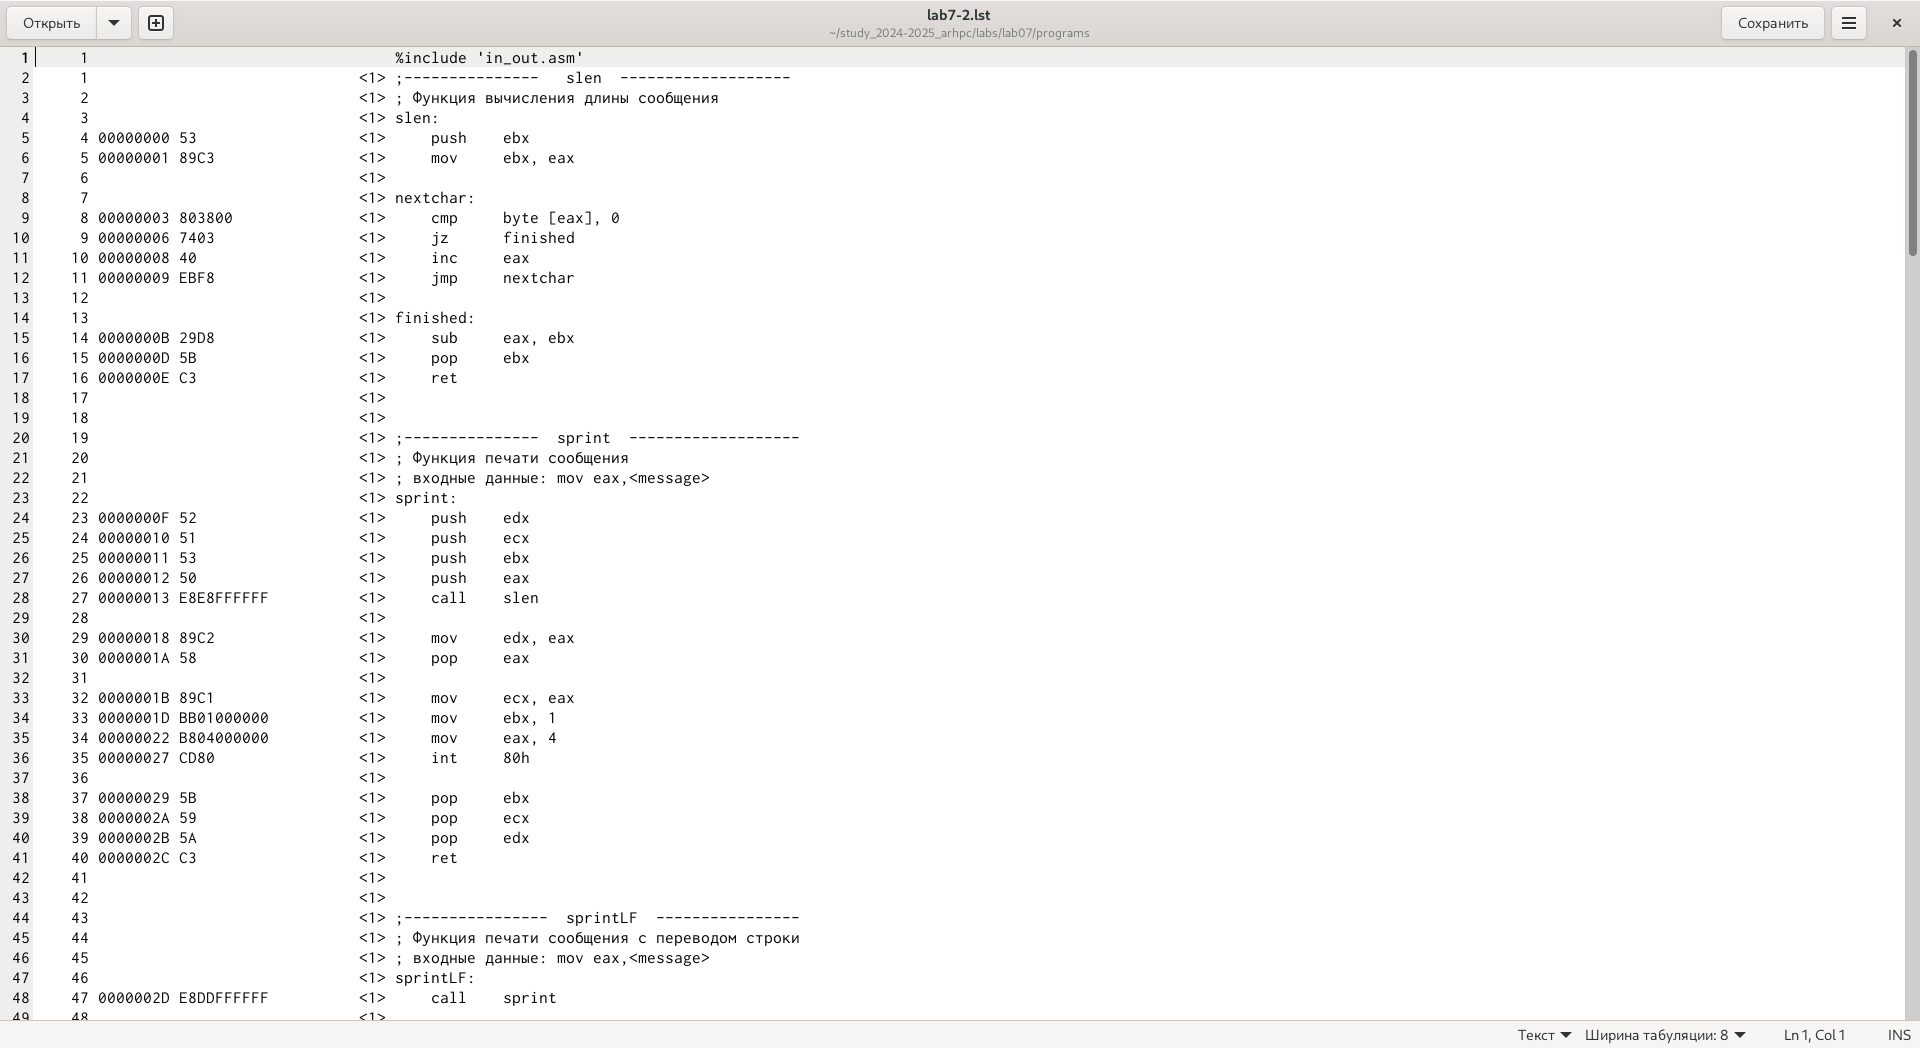 Открыть
lab7-2.lst
~/study_2024-2025_arhpc/labs/lab07/programs
Сохранить
1 1 %include 'in_out.asm'
2 1 <1> ;--------------- slen -------------------
3 2 <1> ; Функция вычисления длины сообщения
4 3 <1> slen:
5 4 00000000 53 <1> push ebx
6 5 00000001 89C3 <1> mov ebx, eax
7 6 <1>
8 7 <1> nextchar:
9 8 00000003 803800 <1> cmp byte [eax], 0
10 9 00000006 7403 <1> jz finished
11 10 00000008 40 <1> inc eax
12 11 00000009 EBF8 <1> jmp nextchar
13 12 <1>
14 13 <1> finished:
15 14 0000000B 29D8 <1> sub eax, ebx
16 15 0000000D 5B <1> pop ebx
17 16 0000000E C3 <1> ret
18 17 <1>
19 18 <1>
20 19 <1> ;--------------- sprint -------------------
21 20 <1> ; Функция печати сообщения
22 21 <1> ; входные данные: mov eax,<message>
23 22 <1> sprint:
24 23 0000000F 52 <1> push edx
25 24 00000010 51 <1> push ecx
26 25 00000011 53 <1> push ebx
27 26 00000012 50 <1> push eax
28 27 00000013 E8E8FFFFFF <1> call slen
29 28 <1>
30 29 00000018 89C2 <1> mov edx, eax
31 30 0000001A 58 <1> pop eax
32 31 <1>
33 32 0000001B 89C1 <1> mov ecx, eax
34 33 0000001D BB01000000 <1> mov ebx, 1
35 34 00000022 B804000000 <1> mov eax, 4
36 35 00000027 CD80 <1> int 80h
37 36 <1>
38 37 00000029 5B <1> pop ebx
39 38 0000002A 59 <1> pop ecx
40 39 0000002B 5A <1> pop edx
41 40 0000002C C3 <1> ret
42 41 <1>
43 42 <1>
44 43 <1> ;---------------- sprintLF ----------------
45 44 <1> ; Функция печати сообщения с переводом строки
46 45 <1> ; входные данные: mov eax,<message>
47 46 <1> sprintLF:
48 47 0000002D E8DDFFFFFF <1> call sprint
49 48 <1>
Текст Ширина табуляции: 8 Ln 1, Col 1 INS